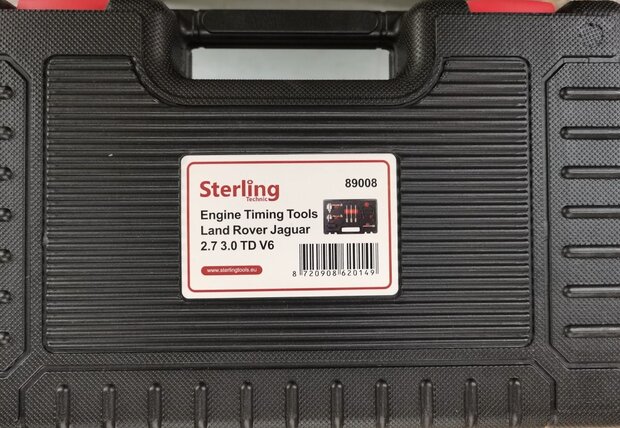 Sterling
Technic
89008
Engine Timing Tools
Land Rover Jaguar
2.7 3.0 TD V6
www.sterlingtools.eu
8 720908 620149